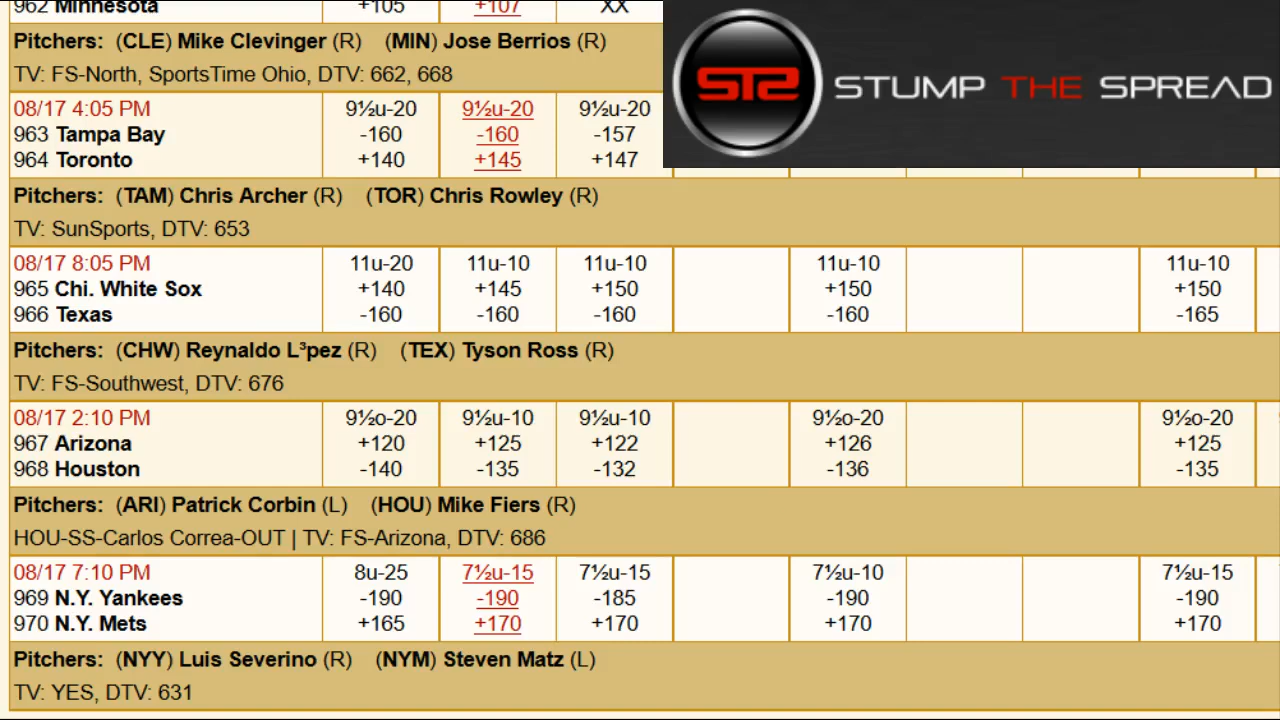 962 Minnesota +105 +107 XX
Pitchers: (CLE) Mike Clevinger (R) (MIN) Jose Berrios (R)
TV: FS-North, SportsTime Ohio, DTV: 662, 668
STS STUMP THE SPREAD
08/17 4:05 PM 9½u-20 9½u-20 9½u-20
963 Tampa Bay -160 -160 -157
964 Toronto +140 +145 +147
Pitchers: (TAM) Chris Archer (R) (TOR) Chris Rowley (R)
TV: SunSports, DTV: 653
08/17 8:05 PM 11u-20 11u-10 11u-10 11u-10 11u-10
965 Chi. White Sox +140 +145 +150 +150 +150
966 Texas -160 -160 -160 -160 -165
Pitchers: (CHW) Reynaldo L³pez (R) (TEX) Tyson Ross (R)
TV: FS-Southwest, DTV: 676
08/17 2:10 PM 9½o-20 9½u-10 9½u-10 9½o-20 9½o-20
967 Arizona +120 +125 +122 +126 +125
968 Houston -140 -135 -132 -136 -135
Pitchers: (ARI) Patrick Corbin (L) (HOU) Mike Fiers (R)
HOU-SS-Carlos Correa-OUT | TV: FS-Arizona, DTV: 686
08/17 7:10 PM 8u-25 7½u-15 7½u-15 7½u-10 7½u-15
969 N.Y. Yankees -190 -190 -185 -190 -190
970 N.Y. Mets +165 +170 +170 +170 +170
Pitchers: (NYY) Luis Severino (R) (NYM) Steven Matz (L)
TV: YES, DTV: 631